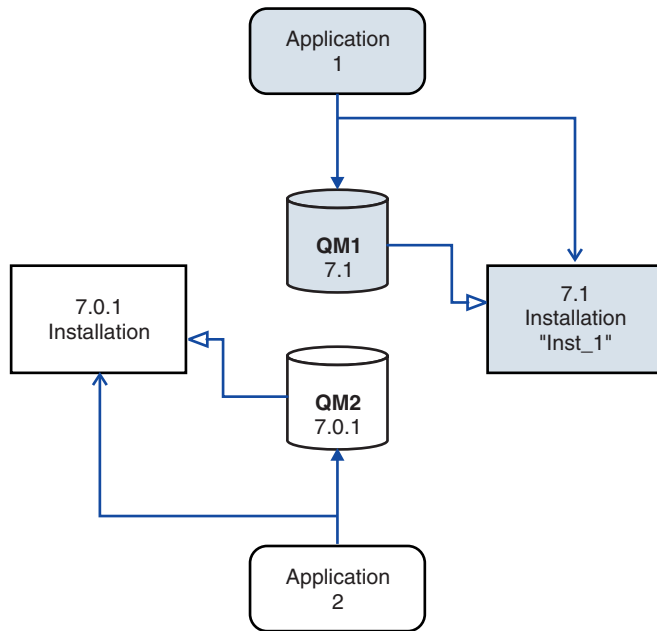 Application
1
QM1
7.1
7.0.1
Installation
7.1
Installation
"Inst_1"
QM2
7.0.1
Application
2